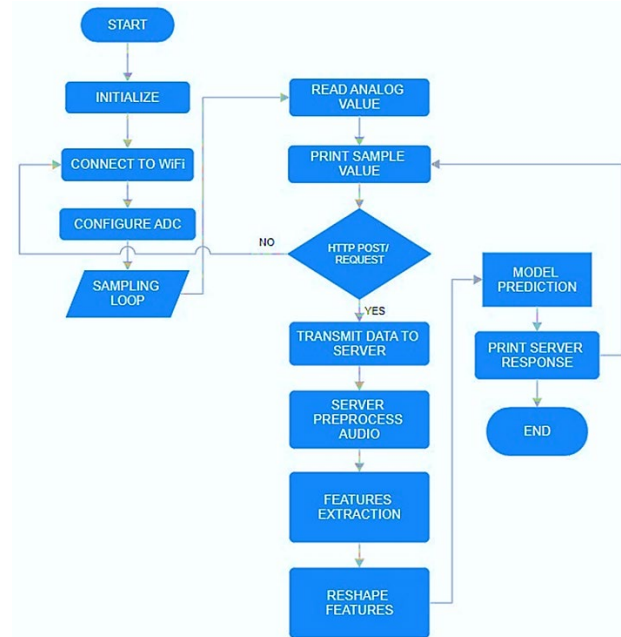 START
INITIALIZE
CONNECT TO WiFi
CONFIGURE ADC
SAMPLING
LOOP
READ ANALOG
VALUE
PRINT SAMPLE
VALUE
HTTP POST/
REQUEST
NO
YES
TRANSMIT DATA TO
SERVER
SERVER
PREPROCESS
AUDIO
FEATURES
EXTRACTION
RESHAPE
FEATURES
MODEL
PREDICTION
PRINT SERVER
RESPONSE
END